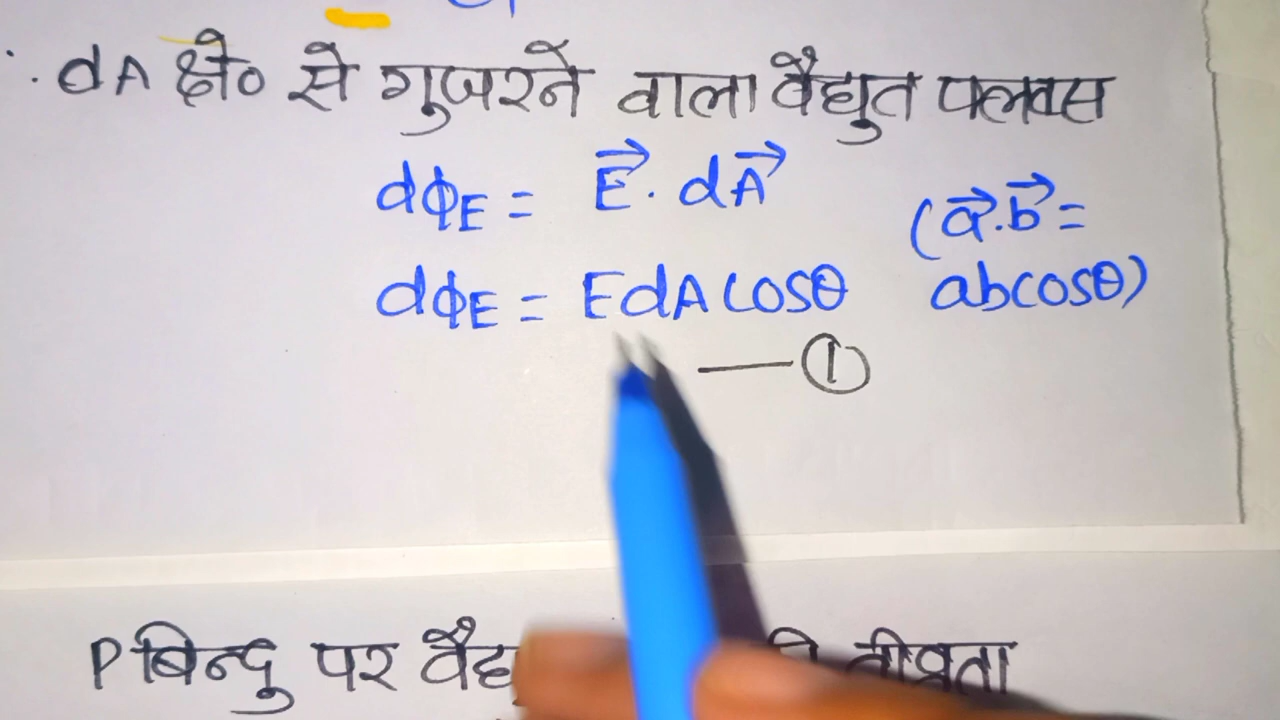 ∴ dA क्षे० से गुजरने वाला वैद्युत फ्लक्स
dϕE = E⃗ . dA⃗ (a⃗.b⃗ =
dϕE = EdA cosθ abcosθ)
— ①
P बिन्दु पर तीव्रता